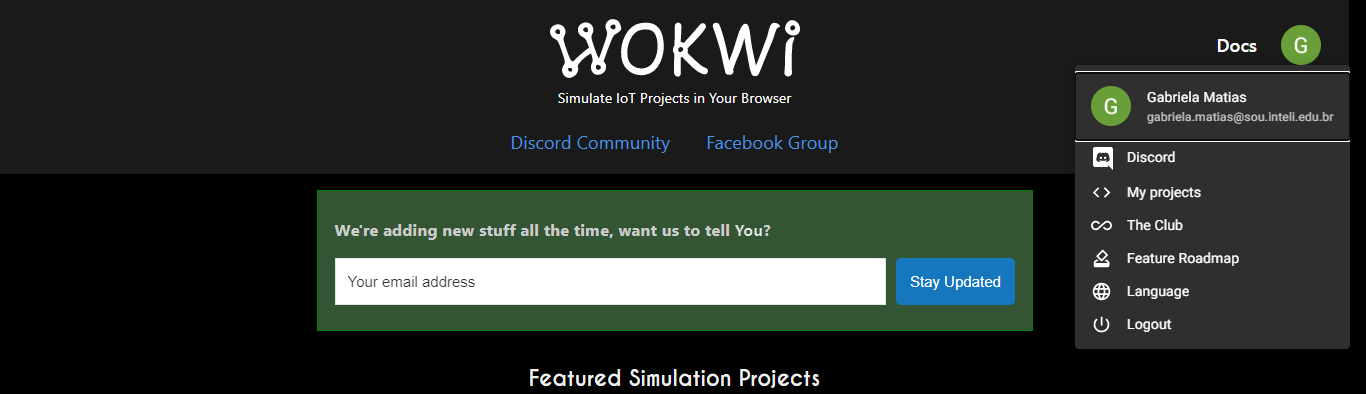 WOKWi
Simulate IoT Projects in Your Browser
Discord Community Facebook Group
Docs G
G Gabriela Matias
gabriela.matias@sou.inteli.edu.br
Discord
My projects
The Club
Feature Roadmap
Language
Logout
We're adding new stuff all the time, want us to tell You?
Your email address Stay Updated
Featured Simulation Projects